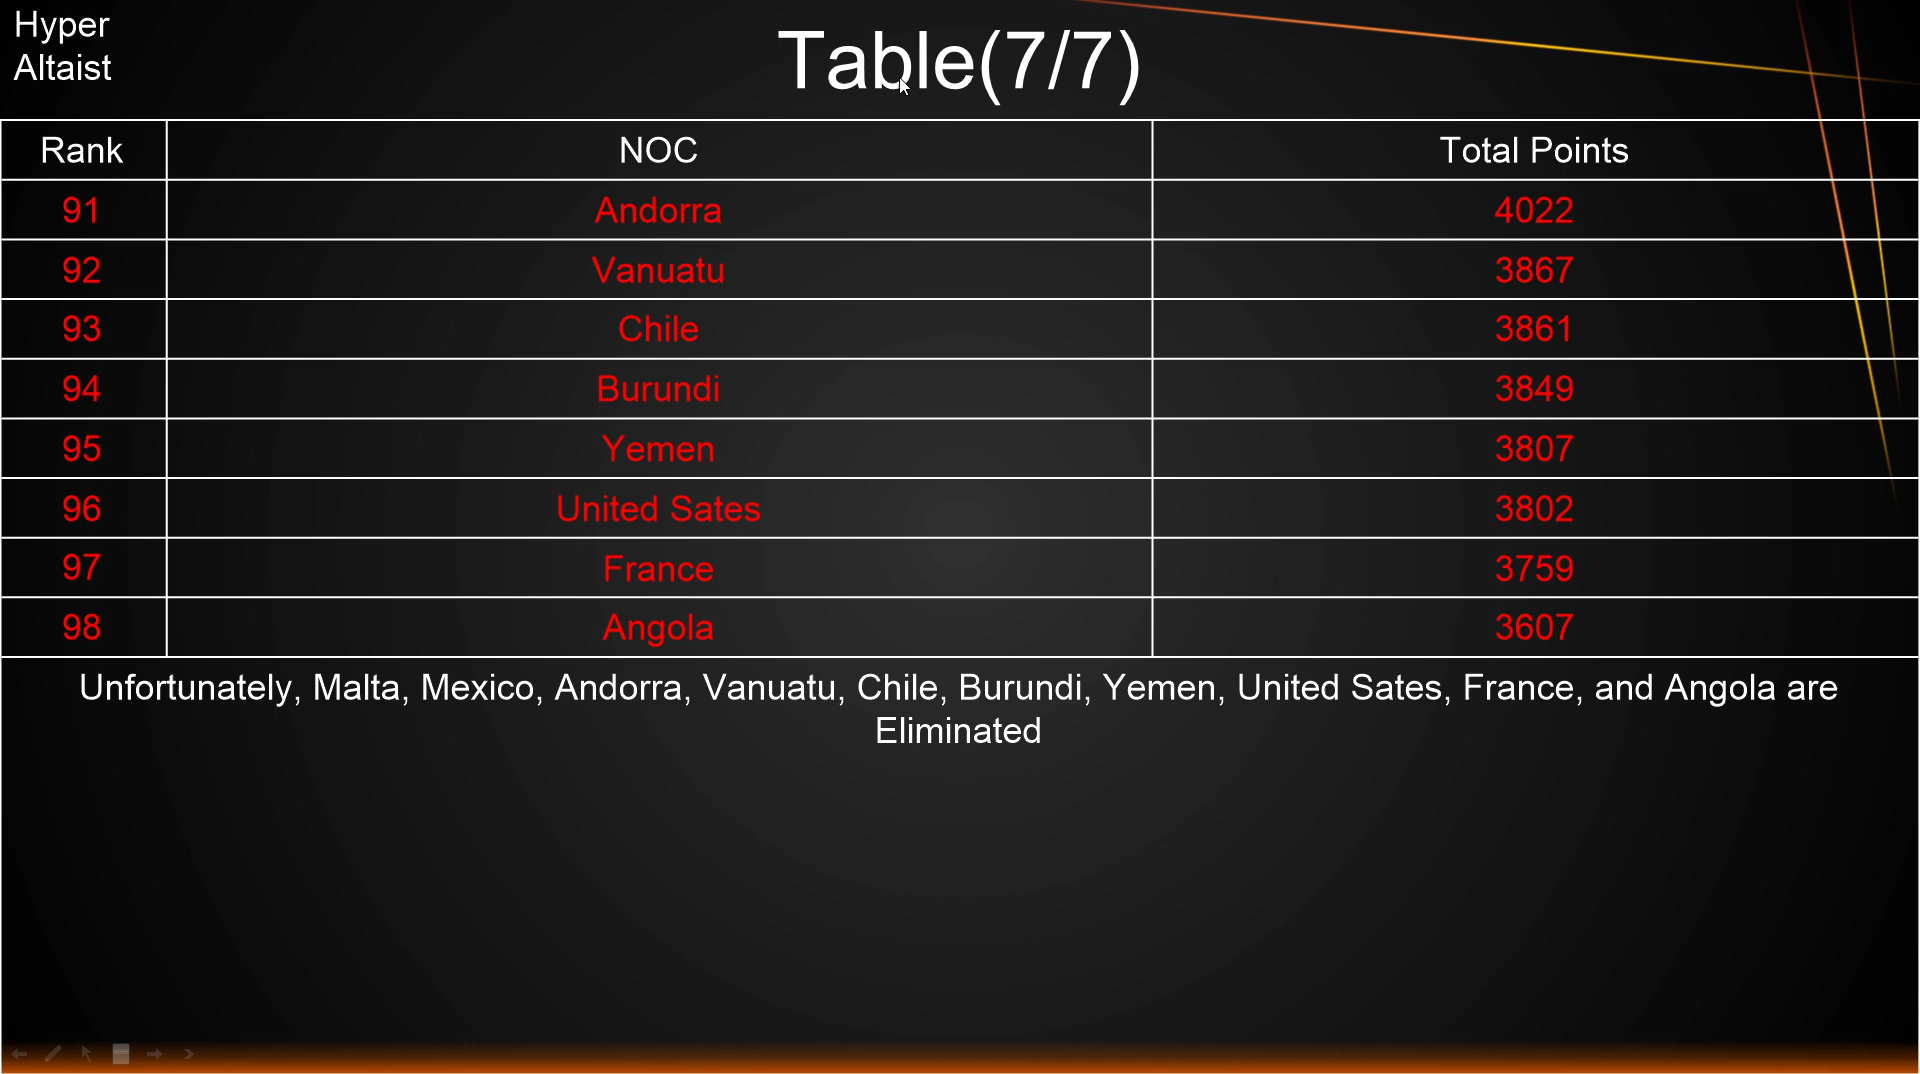 Hyper
Altaist
Table(7/7)
Rank NOC Total Points
91 Andorra 4022
92 Vanuatu 3867
93 Chile 3861
94 Burundi 3849
95 Yemen 3807
96 United Sates 3802
97 France 3759
98 Angola 3607
Unfortunately, Malta, Mexico, Andorra, Vanuatu, Chile, Burundi, Yemen, United Sates, France, and Angola are
Eliminated